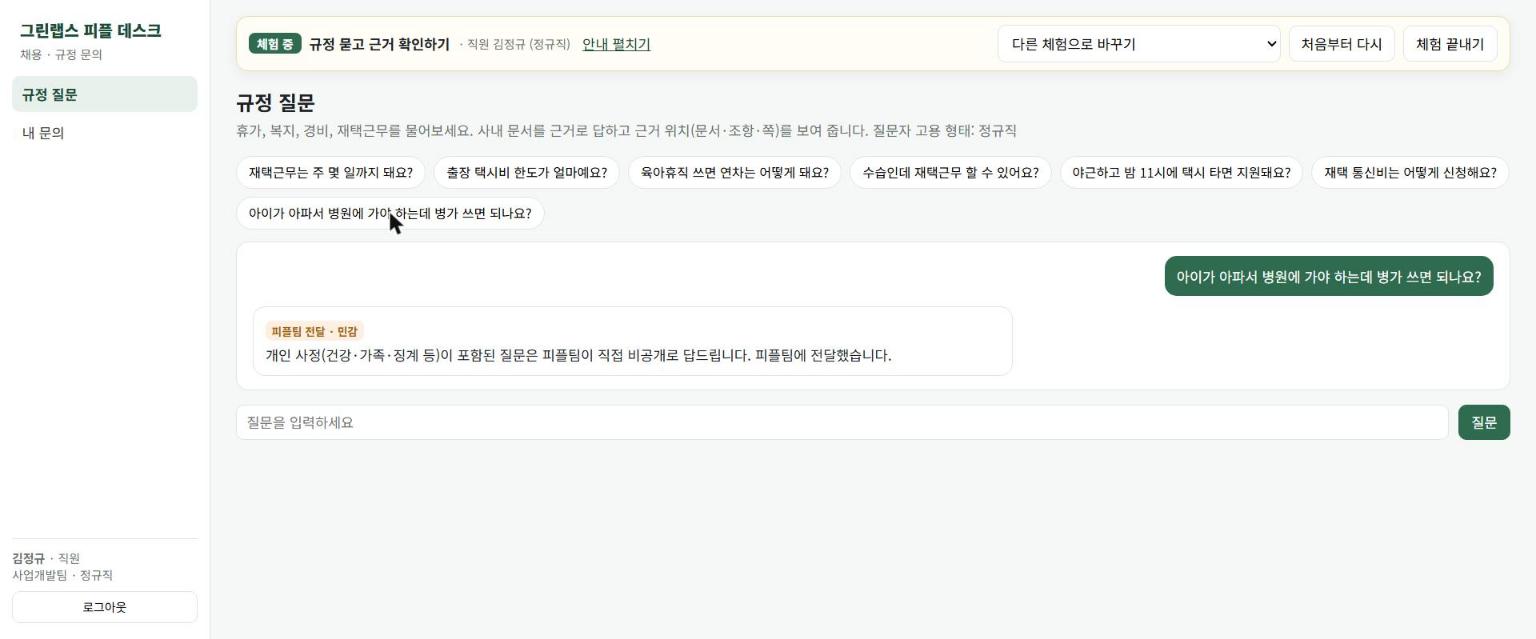 그린랩스 피플 데스크
채용 · 규정 문의
규정 질문
내 문의
김정규 · 직원
사업개발팀 · 정규직
로그아웃
체험 중 규정 묻고 근거 확인하기 · 직원 김정규 (정규직) 안내 펼치기 다른 체험으로 바꾸기 처음부터 다시 체험 끝내기
규정 질문
휴가, 복지, 경비, 재택근무를 물어보세요. 사내 문서를 근거로 답하고 근거 위치(문서·조항·쪽)를 보여 줍니다. 질문자 고용 형태: 정규직
재택근무는 주 몇 일까지 돼요? 출장 택시비 한도가 얼마예요? 육아휴직 쓰면 연차는 어떻게 돼요? 수습인데 재택근무 할 수 있어요? 야근하고 밤 11시에 택시 타면 지원돼요? 재택 통신비는 어떻게 신청해요?
아이가 아파서 병원에 가야 하는데 병가 쓰면 되나요?
아이가 아파서 병원에 가야 하는데 병가 쓰면 되나요?
피플팀 전달 · 민감
개인 사정(건강·가족·징계 등)이 포함된 질문은 피플팀이 직접 비공개로 답드립니다. 피플팀에 전달했습니다.
질문을 입력하세요 질문